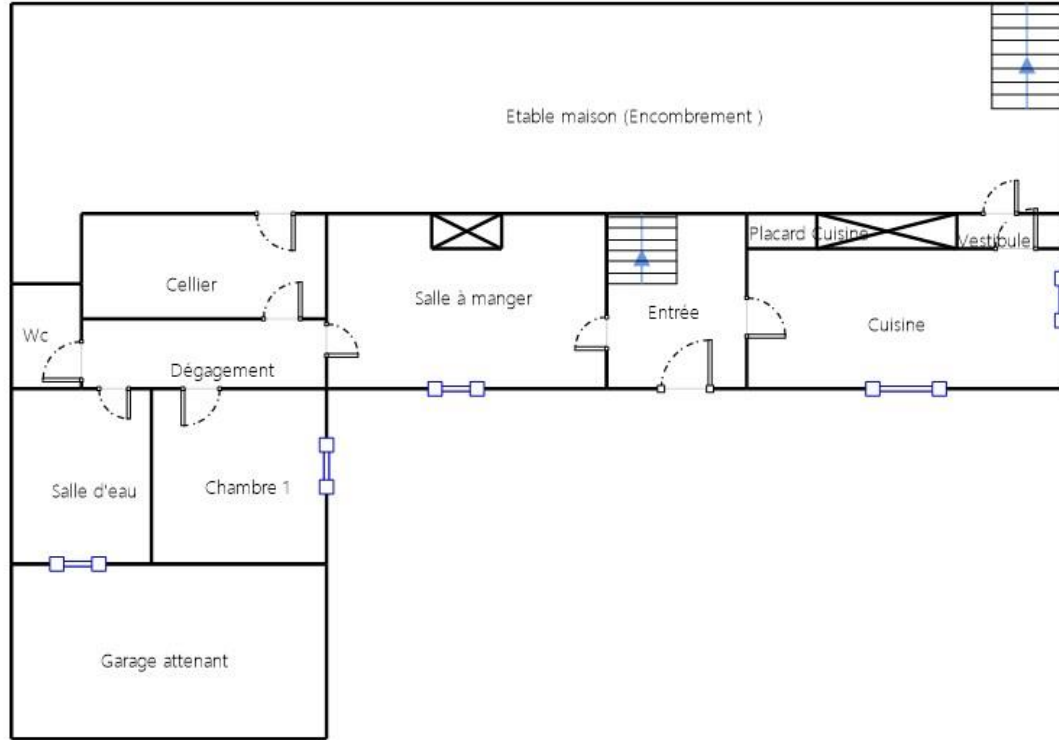 Etable maison (Encombrement )
Placard Cuisine
Vestibule
Cellier
Salle à manger
Entrée
Cuisine
Wc
Dégagement
Salle d'eau
Chambre 1
Garage attenant